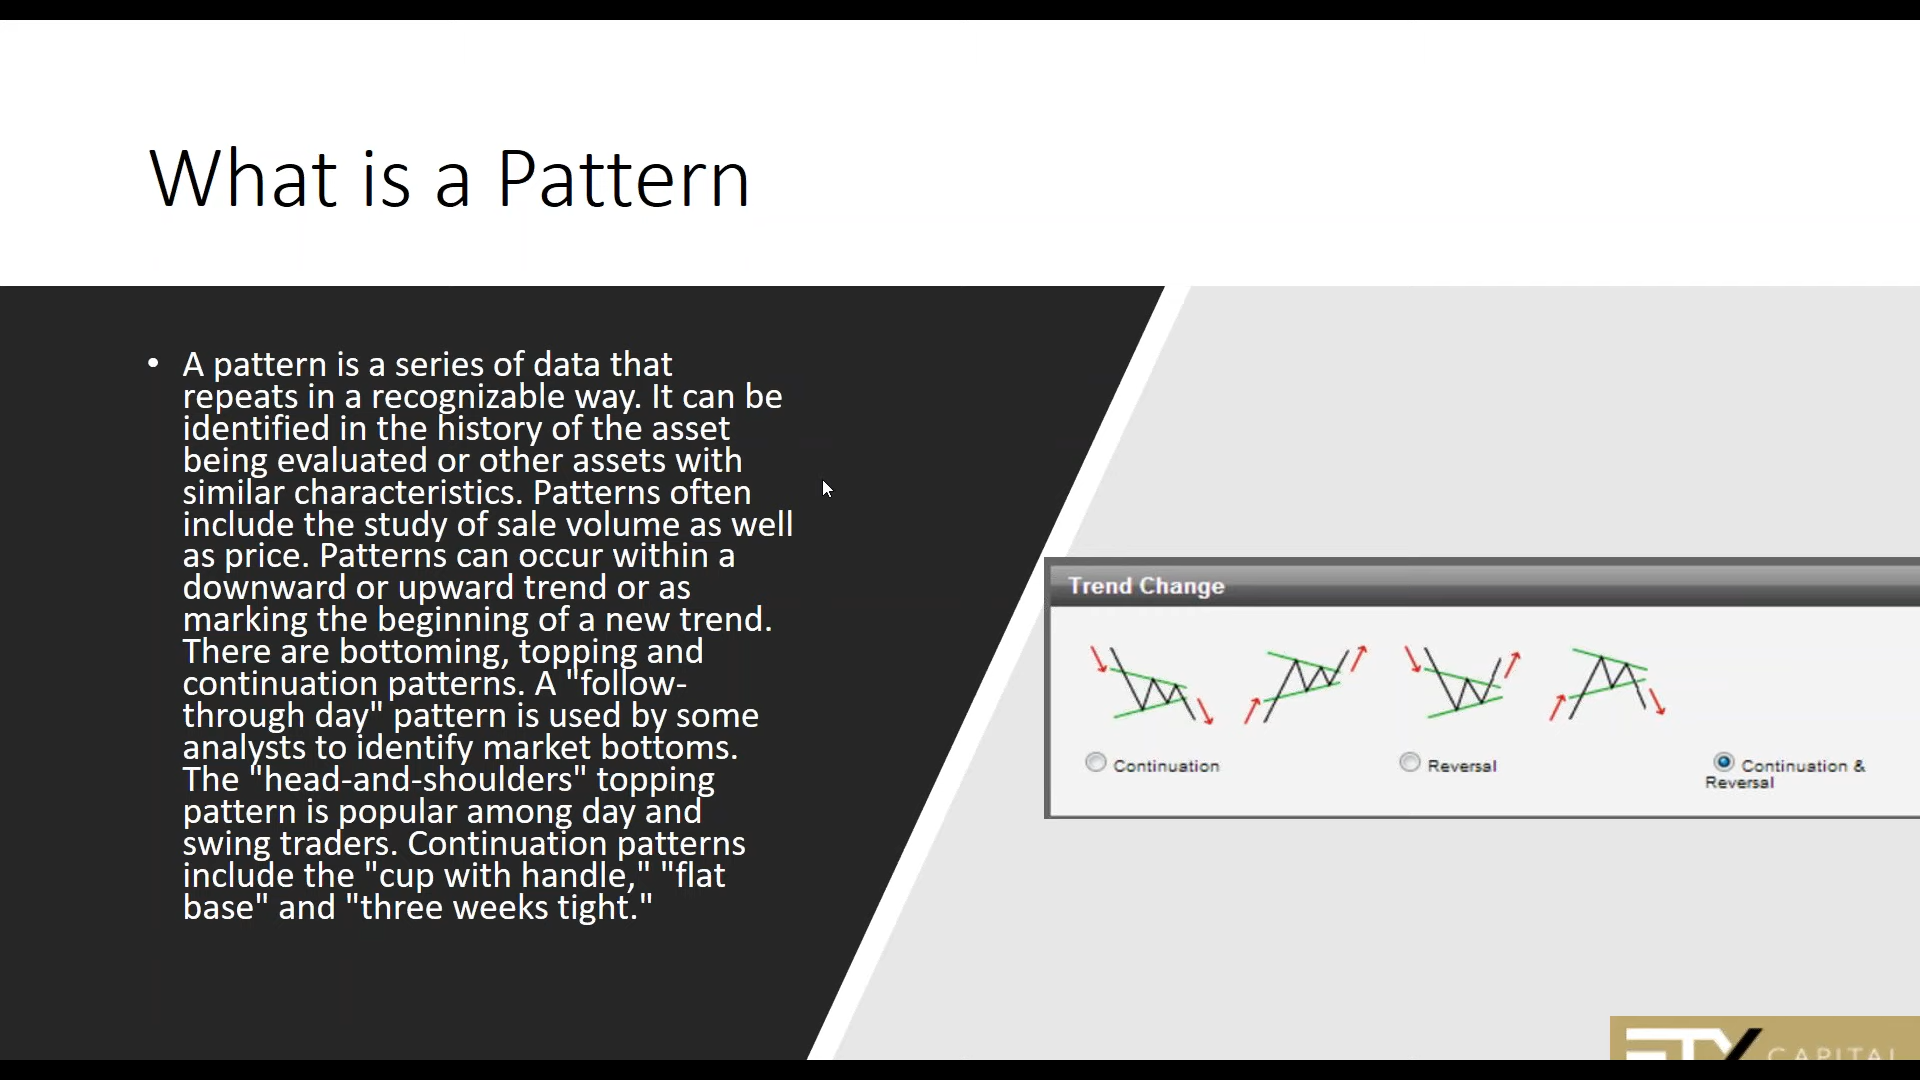 What is a Pattern
• A pattern is a series of data that
repeats in a recognizable way. It can be
identified in the history of the asset
being evaluated or other assets with
similar characteristics. Patterns often
include the study of sale volume as well
as price. Patterns can occur within a
downward or upward trend or as
marking the beginning of a new trend.
There are bottoming, topping and
continuation patterns. A "follow-
through day" pattern is used by some
analysts to identify market bottoms.
The "head-and-shoulders" topping
pattern is popular among day and
swing traders. Continuation patterns
include the "cup with handle," "flat
base" and "three weeks tight."
Trend Change
Continuation
Reversal
Continuation &
Reversal
CAPITAL